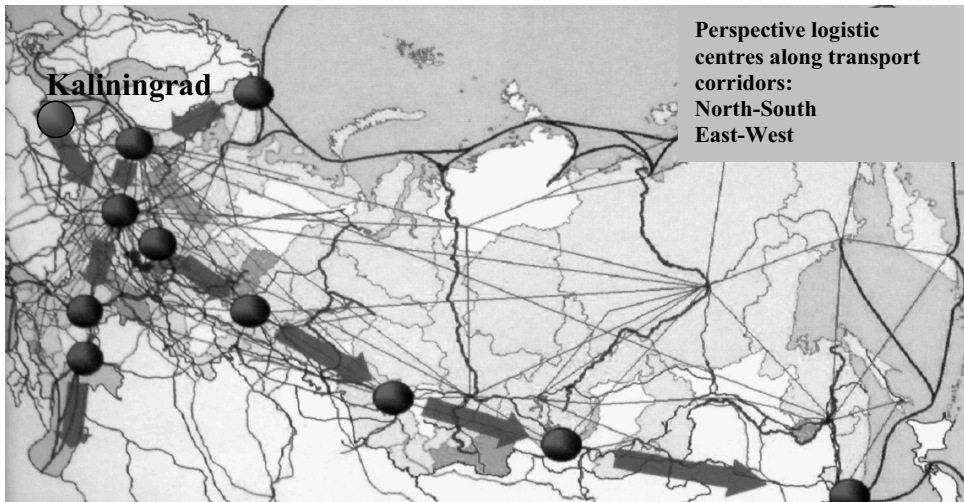 Kaliningrad
Perspective logistic
centres along transport
corridors:
North-South
East-West